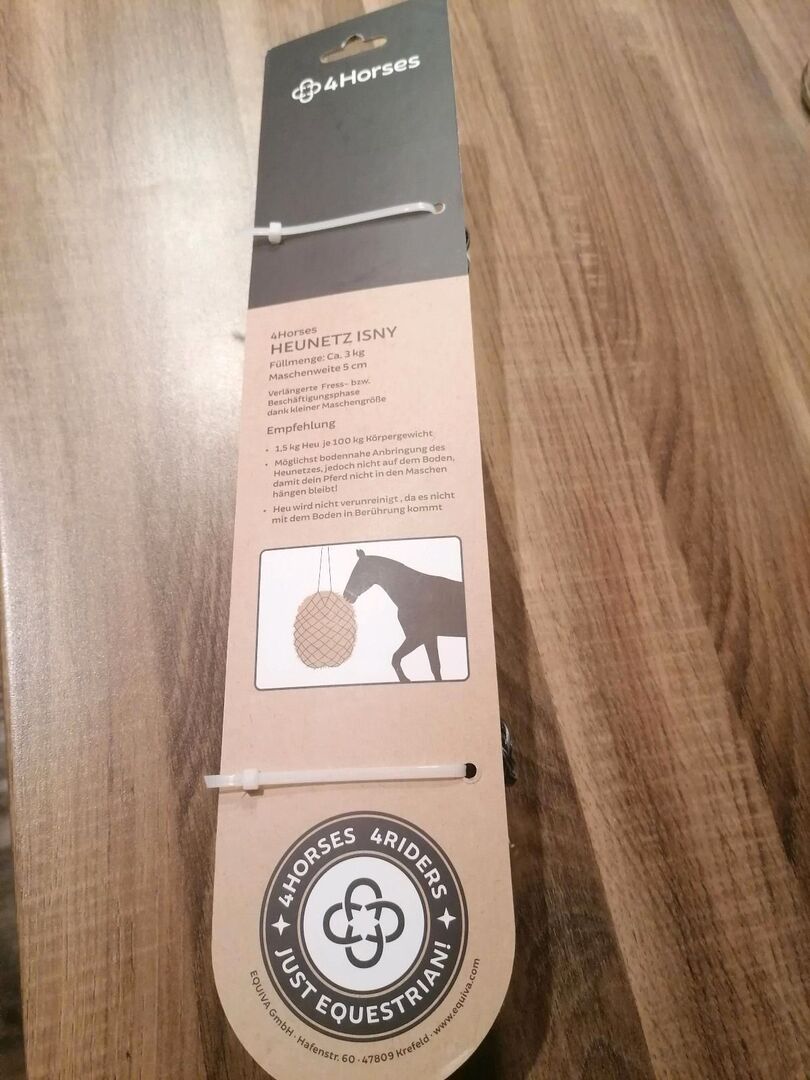 4Horses
4Horses
HEUNETZ ISNY
Füllmenge: Ca. 3 kg
Maschenweite 5 cm
Verlängerte Fress- bzw.
Beschäftigungsphase
dank kleiner Maschengröße
Empfehlung
• 1,5 kg Heu je 100 kg Körpergewicht
• Möglichst bodennahe Anbringung des
Heunetzes, jedoch nicht auf dem Boden,
damit dein Pferd nicht in den Maschen
hängen bleibt!
• Heu wird nicht verunreinigt , da es nicht
mit dem Boden in Berührung kommt
4HORSES 4RIDERS
JUST EQUESTRIAN!
EQUIVA GmbH · Hafenstr. 60 · 47809 Krefeld · www.equiva.com